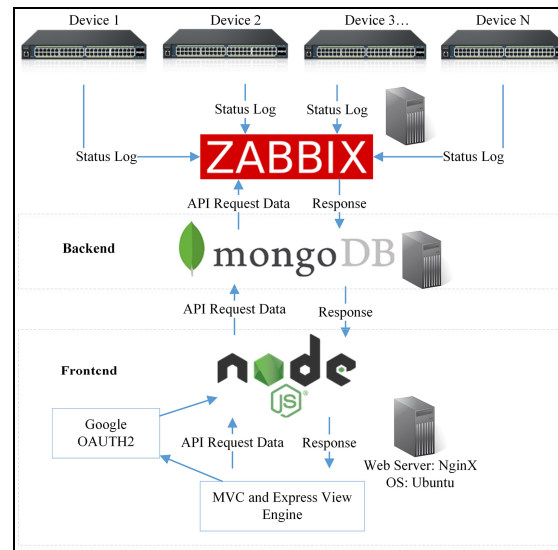 Device 1
Device 2
Device 3...
Device N
Status Log
Status Log
Status Log
Status Log
ZABBIX
API Request Data
Response
Backend
mongoDB
API Request Data
Response
Frontend
node
JS
Google
OAUTH2
API Request Data
Response
Web Server: NginX
OS: Ubuntu
MVC and Express View
Engine